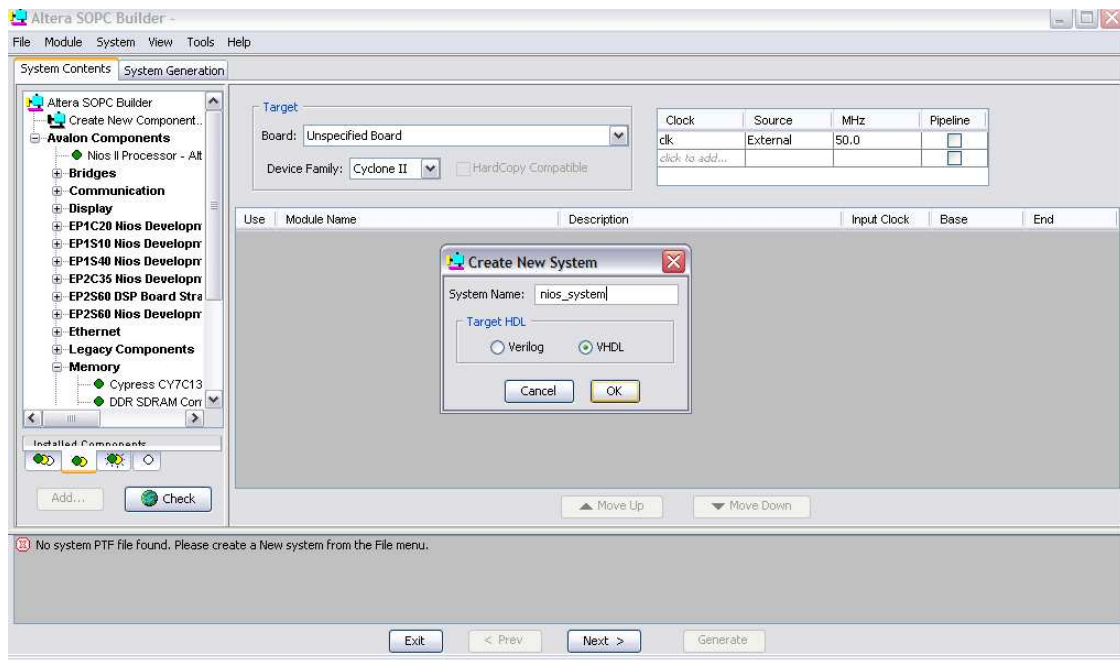 Altera SOPC Builder -
File Module System View Tools Help
System Contents System Generation
Altera SOPC Builder
Create New Component..
Avalon Components
Nios II Processor - Alt
Bridges
Communication
Display
EP1C20 Nios Developm
EP1S10 Nios Developm
EP1S40 Nios Developm
EP2C35 Nios Developm
EP2S60 DSP Board Stra
EP2S60 Nios Developm
Ethernet
Legacy Components
Memory
Cypress CY7C13
DDR SDRAM Con
Installed Components
Add... Check
Target
Board: Unspecified Board
Device Family: Cyclone II HardCopy Compatible
Clock Source MHz Pipeline
clk External 50.0
click to add...
Use Module Name Description Input Clock Base End
Create New System
System Name: nios_system
Target HDL
Verilog VHDL
Cancel OK
Move Up Move Down
No system PTF file found. Please create a New system from the File menu.
Exit < Prev Next > Generate